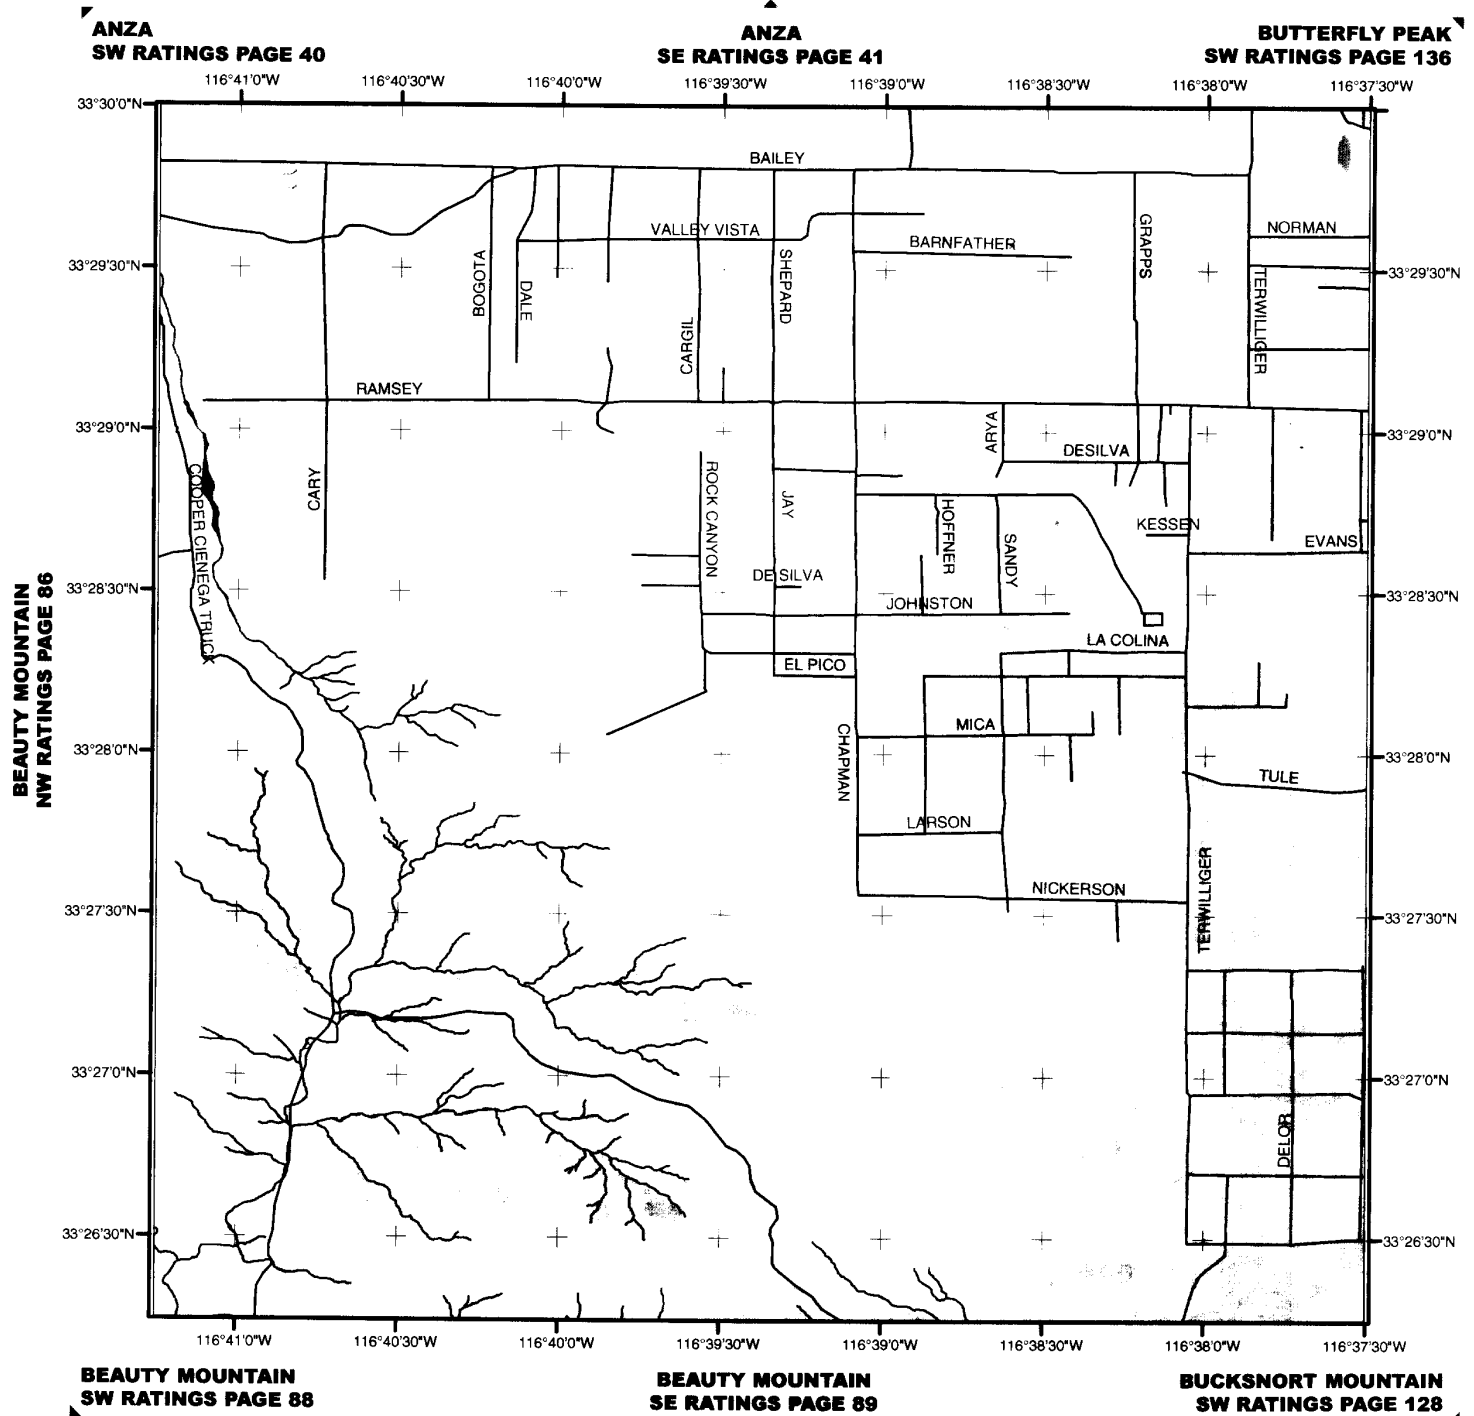 ANZA
SW RATINGS PAGE 40
ANZA
SE RATINGS PAGE 41
BUTTERFLY PEAK
SW RATINGS PAGE 136
116°41'0"W 116°40'30"W 116°40'0"W 116°39'30"W 116°39'0"W 116°38'30"W 116°38'0"W 116°37'30"W
33°30'0"N
BAILEY
VALLEY VISTA
BARNFATHER
NORMAN
GRAPPS
BOGOTA
DALE
SHEPARD
TERWILLIGER
33°29'30"N
33°29'30"N
CARGIL
RAMSEY
33°29'0"N
33°29'0"N
ARYA
DESILVA
COOPER CIENEGA TRUCK
CARY
ROCK CANYON
JAY
HOFFNER
SANDY
KESSEN
EVANS
DE SILVA
33°28'30"N
33°28'30"N
JOHNSTON
LA COLINA
EL PICO
MICA
CHAPMAN
33°28'0"N
33°28'0"N
TULE
LARSON
NICKERSON
TERWILLIGER
33°27'30"N
33°27'30"N
33°27'0"N
33°27'0"N
DELOR
33°26'30"N
33°26'30"N
BEAUTY MOUNTAIN
NW RATINGS PAGE 86
116°41'0"W 116°40'30"W 116°40'0"W 116°39'30"W 116°39'0"W 116°38'30"W 116°38'0"W 116°37'30"W
BEAUTY MOUNTAIN
SW RATINGS PAGE 88
BEAUTY MOUNTAIN
SE RATINGS PAGE 89
BUCKSNORT MOUNTAIN
SW RATINGS PAGE 128